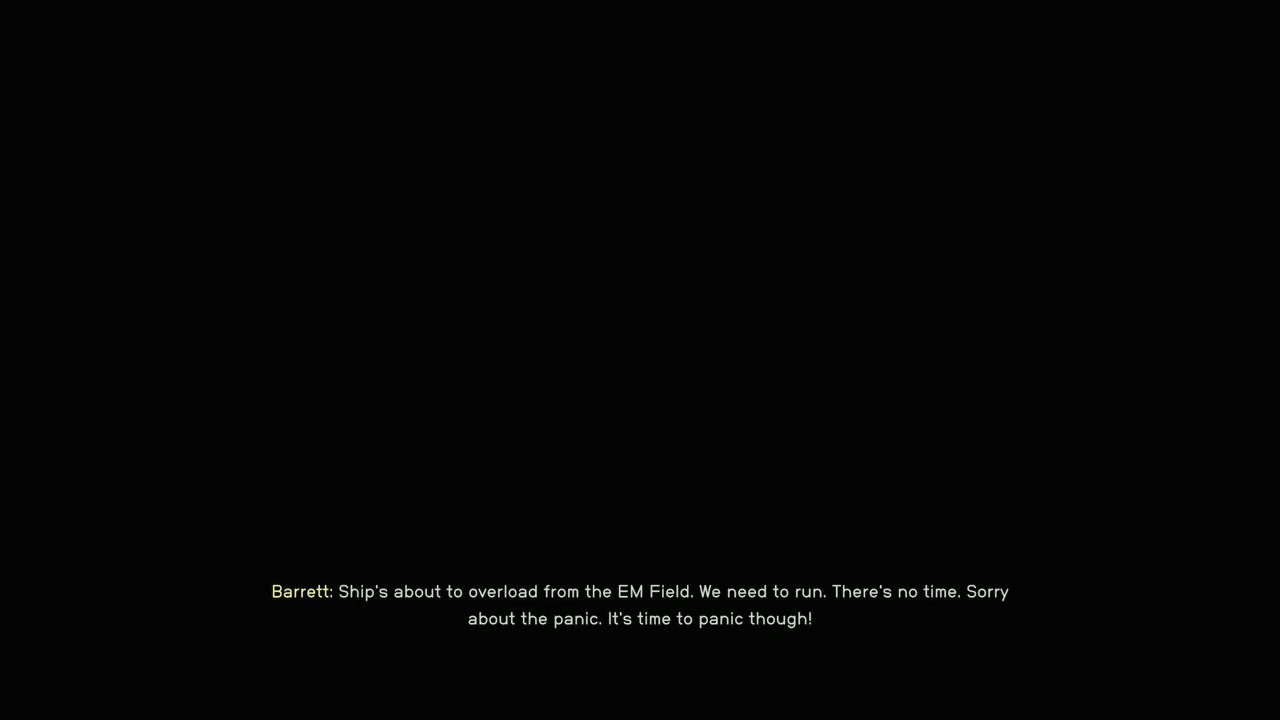 Barrett: Ship's about to overload from the EM Field. We need to run. There's no time. Sorry
about the panic. It's time to panic though!